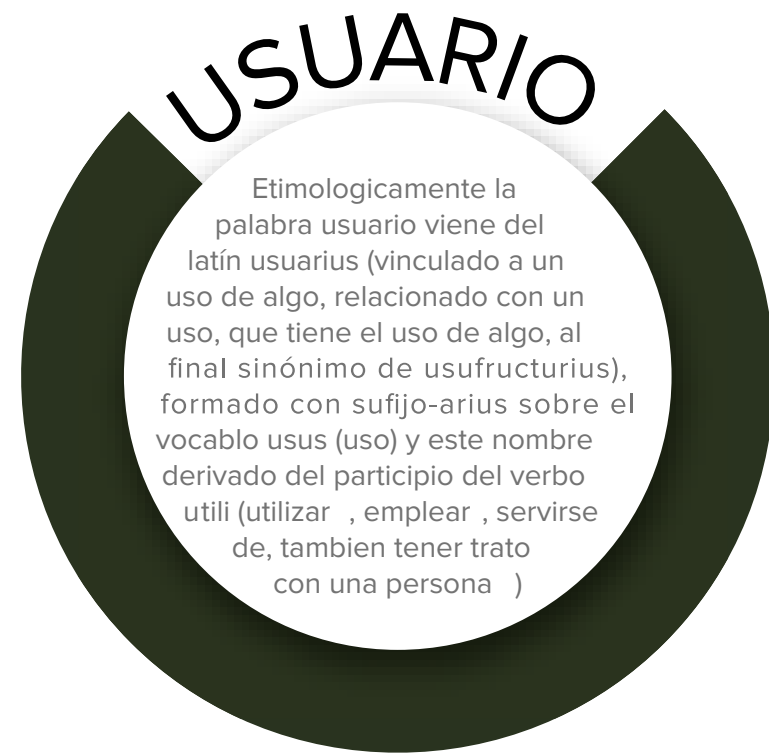 USUARIO
Etimologicamente la
palabra usuario viene del
latín usuarius (vinculado a un
uso de algo, relacionado con un
uso, que tiene el uso de algo, al
final sinónimo de usufructurius),
formado con sufijo-arius sobre el
vocablo usus (uso) y este nombre
derivado del participio del verbo
utili (utilizar , emplear , servirse
de, tambien tener trato
con una persona )